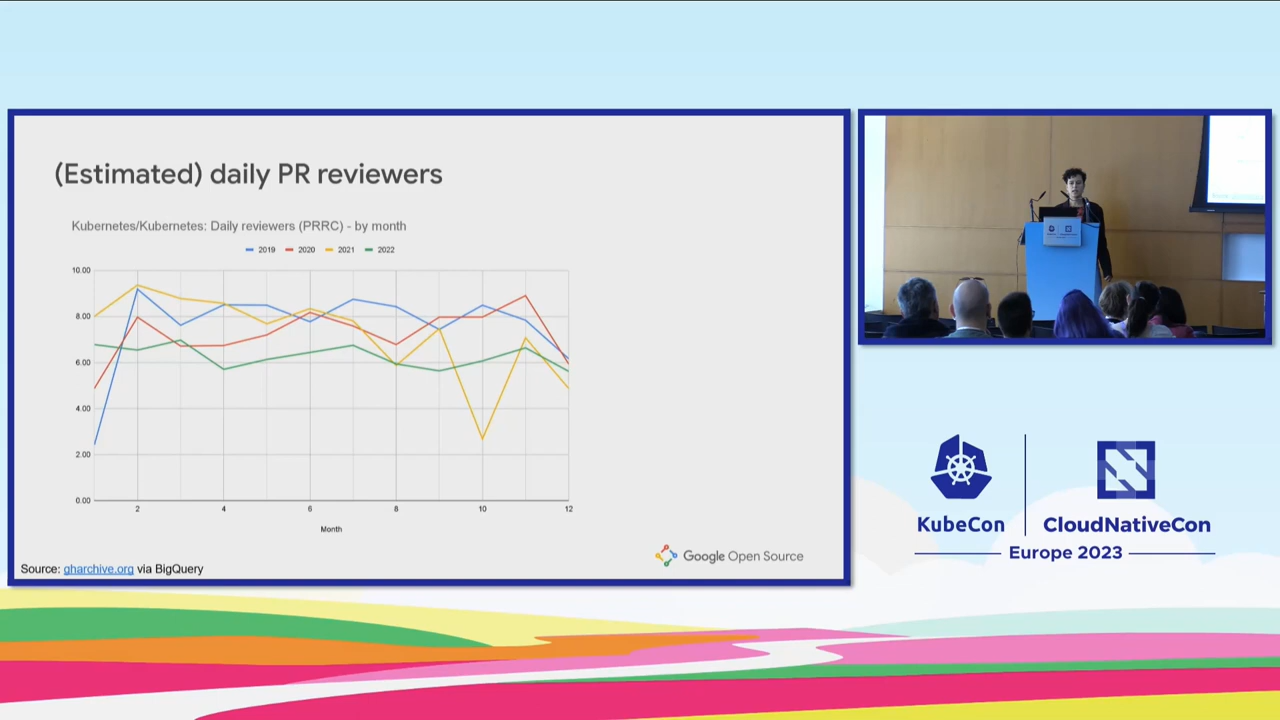 (Estimated) daily PR reviewers
Kubernetes/Kubernetes: Daily reviewers (PRRC) - by month
2019 2020 2021 2022
10.00
8.00
6.00
4.00
2.00
0.00
2 4 6 8 10 12
Month
Google Open Source
Source: gharchive.org via BigQuery
KubeCon
CloudNativeCon
Europe 2023